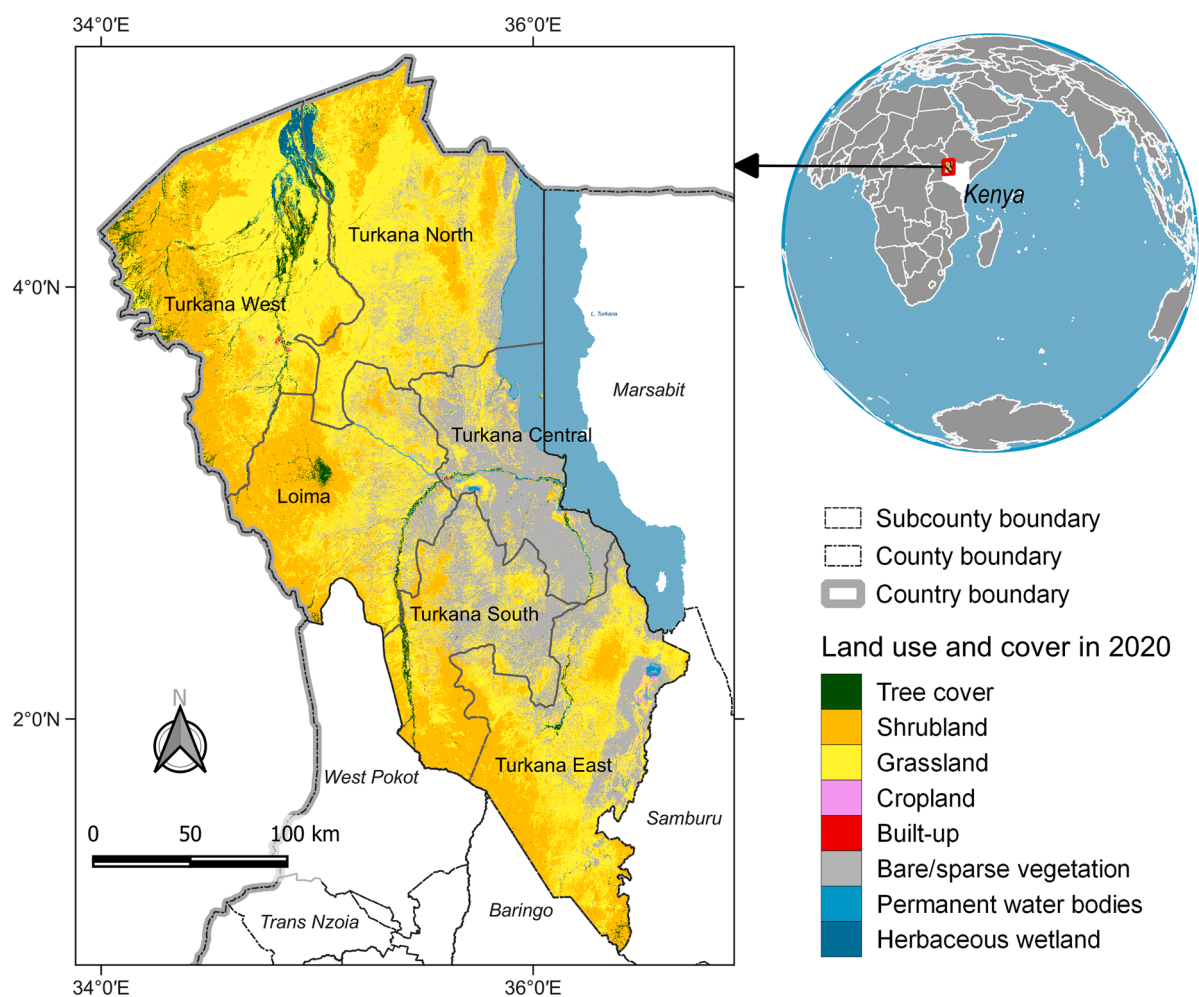 34°0′E
36°0′E
Kenya
Turkana North
4°0′N
Turkana West
L. Turkana
Marsabit
Turkana Central
Loima
Turkana South
2°0′N
N
West Pokot
Turkana East
Samburu
0 50 100 km
Trans Nzoia
Baringo
34°0′E
36°0′E
Subcounty boundary
County boundary
Country boundary
Land use and cover in 2020
Tree cover
Shrubland
Grassland
Cropland
Built-up
Bare/sparse vegetation
Permanent water bodies
Herbaceous wetland